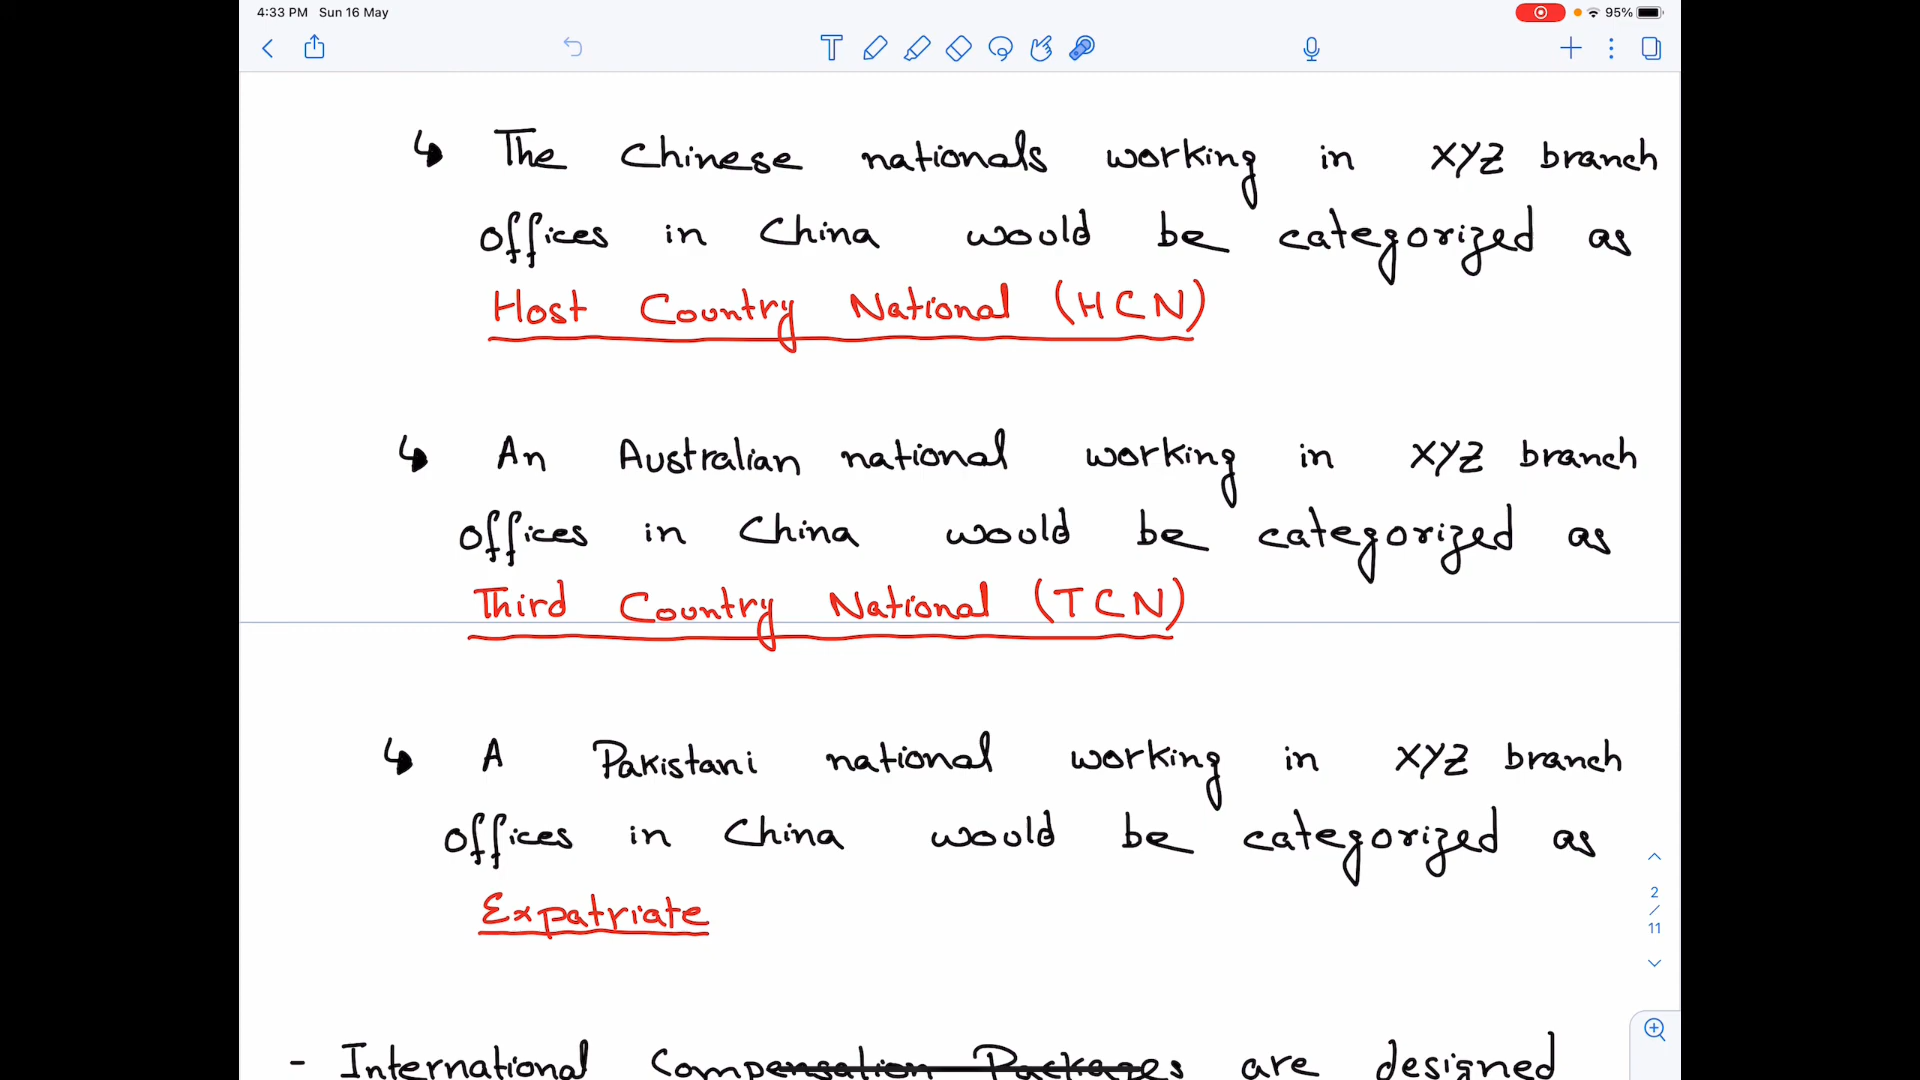 4:33 PM Sun 16 May
95%
↳ The Chinese nationals working in XYZ branch
offices in China would be categorized as
Host Country National (HCN)
↳ An Australian national working in XYZ branch
offices in China would be categorized as
Third Country National (TCN)
↳ A Pakistani national working in XYZ branch
offices in China would be categorized as
Expatriate
2
/
11
- International Compensation Packages are designed